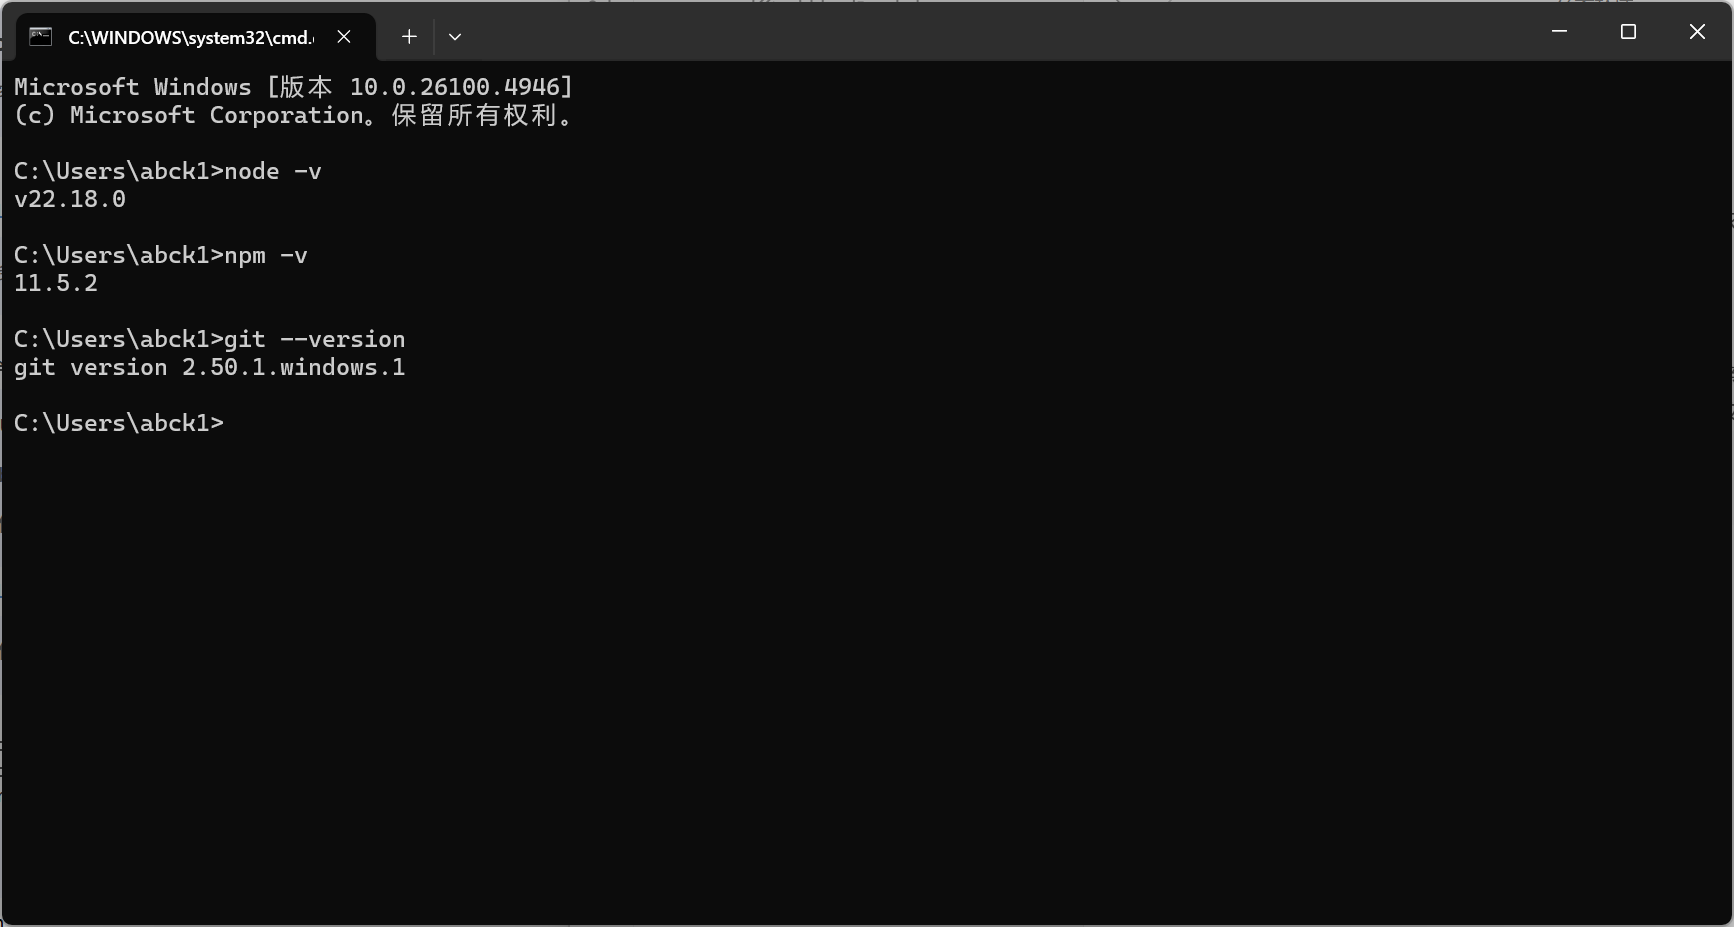 C:\WINDOWS\system32\cmd.
Microsoft Windows [版本 10.0.26100.4946]
(c) Microsoft Corporation。保留所有权利。
C:\Users\abck1>node -v
v22.18.0
C:\Users\abck1>npm -v
11.5.2
C:\Users\abck1>git --version
git version 2.50.1.windows.1
C:\Users\abck1>